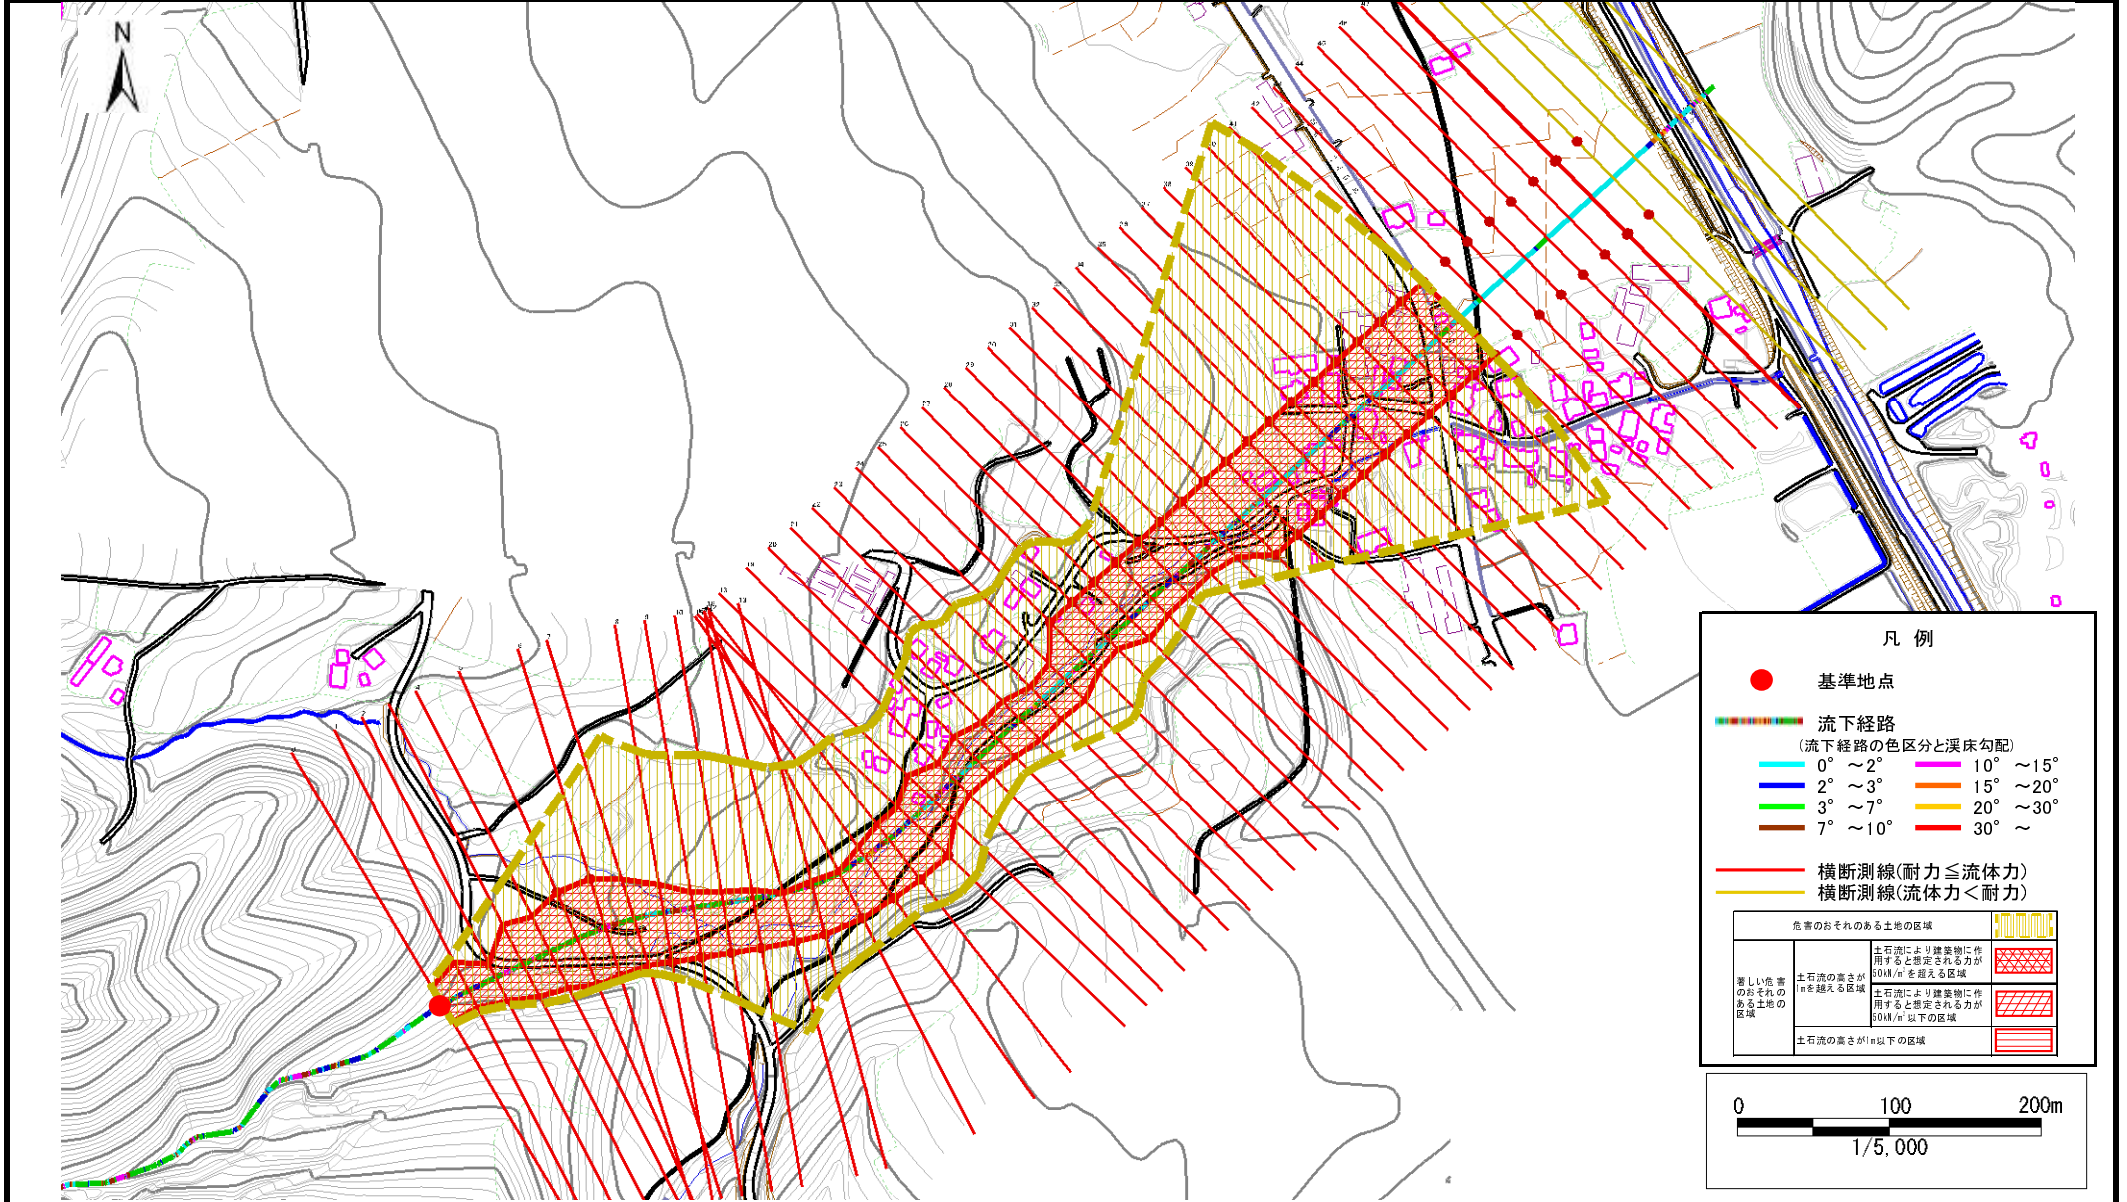 N
凡 例
基準地点
流下経路
(流下経路の色区分と渓床勾配)
0° ～2° 10° ～15°
2° ～3° 15° ～20°
3° ～7° 20° ～30°
7° ～10° 30° ～
横断測線(耐力≦流体力)
横断測線(流体力＜耐力)
危害のおそれのある土地の区域
著しい危害
のおそれの
ある土地の
区域
土石流の高さが
1mを越える区域
土石流により建築物に作
用すると想定される力が
50kN/㎡を超える区域
土石流により建築物に作
用すると想定される力が
50kN/㎡以下の区域
土石流の高さが1m以下の区域
0 100 200m
1/5,000